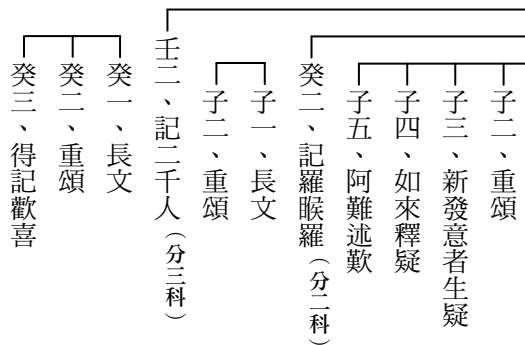 子二、重頌
子三、新發意者生疑
子四、如來釋疑
子五、阿難述歎
癸二、記羅睺羅（分二科）
子一、長文
子二、重頌
壬二、記二千人（分三科）
癸一、長文
癸二、重頌
癸三、得記歡喜